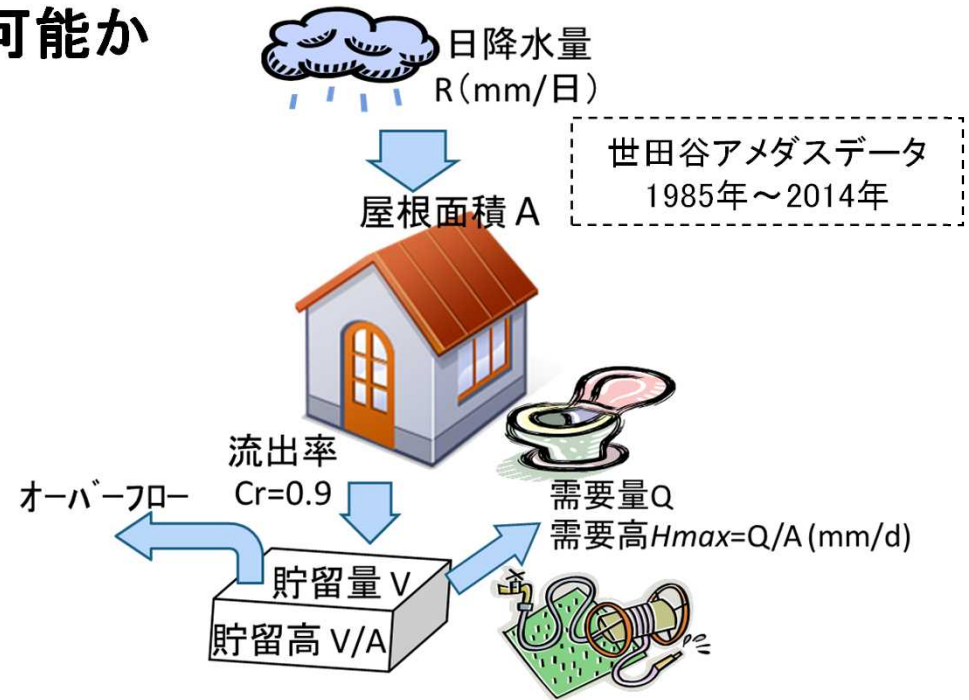 可能か
日降水量
R(mm/日)
世田谷アメダスデータ
1985年～2014年
屋根面積 A
流出率
Cr=0.9
オーバーフロー
需要量Q
需要高Hmax=Q/A (mm/d)
貯留量 V
貯留高 V/A